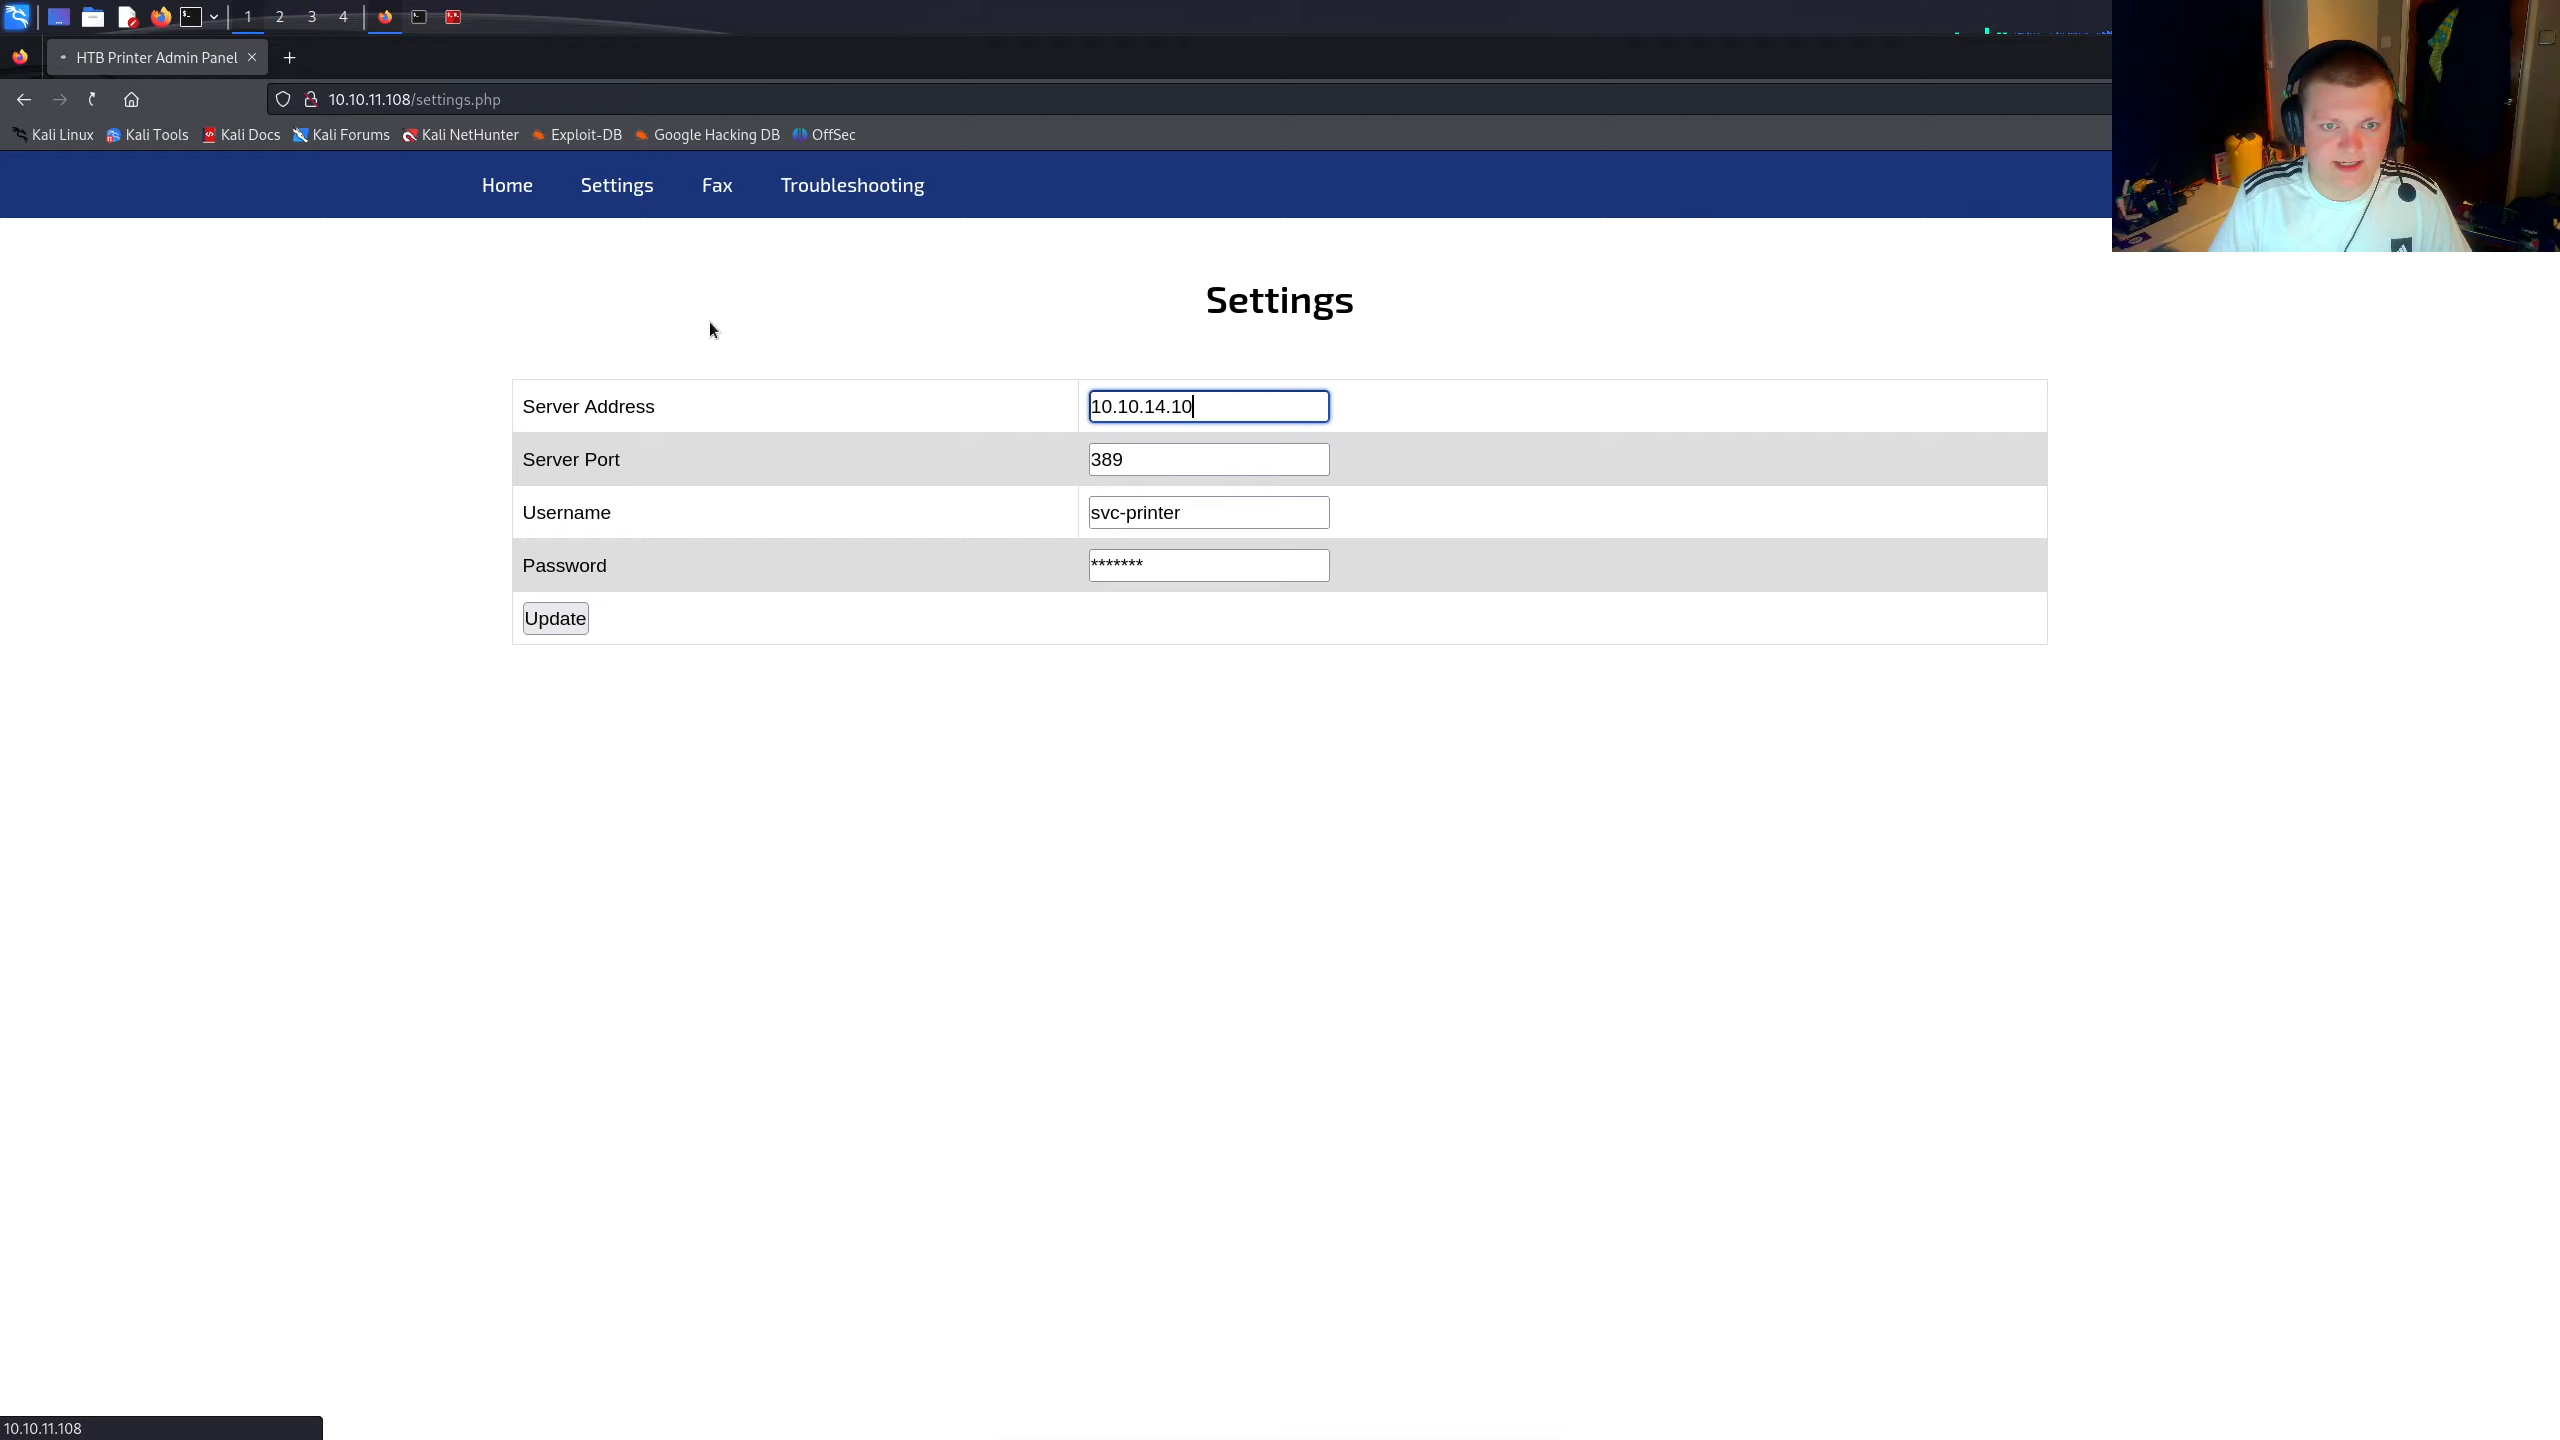 1 2 3 4
HTB Printer Admin Panel
10.10.11.108/settings.php
Kali Linux Kali Tools Kali Docs Kali Forums Kali NetHunter Exploit-DB Google Hacking DB OffSec
Home Settings Fax Troubleshooting
Settings
Server Address 10.10.14.10
Server Port 389
Username svc-printer
Password *******
Update
10.10.11.108